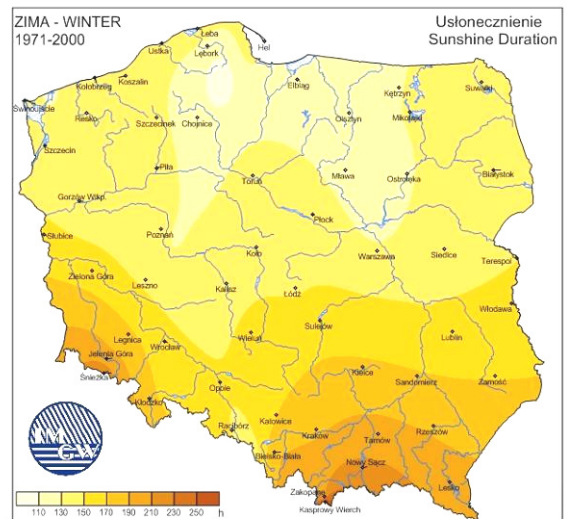 ZIMA - WINTER
1971-2000
Usłonecznienie
Sunshine Duration
Łeba
Ustka
Lębork
Hel
Kołobrzeg
Koszalin
Elbląg
Kętrzyn
Suwałki
Świnoujście
Resko
Szczecinek
Chojnice
Olsztyn
Mikołajki
Szczecin
Piła
Toruń
Mława
Ostrołęka
Białystok
Gorzów Wlkp.
Płock
Słubice
Poznań
Koło
Warszawa
Siedlce
Terespol
Zielona Góra
Leszno
Kalisz
Łódź
Włodawa
Legnica
Wrocław
Wieluń
Sulejów
Lublin
Jelenia Góra
Śnieżka
Kłodzko
Opole
Kielce
Sandomierz
Zamość
Racibórz
Katowice
Kraków
Tarnów
Rzeszów
Bielsko-Biała
Nowy Sącz
Lesko
Zakopane
Kasprowy Wierch
IM
GW
110 130 150 170 190 210 230 250 h